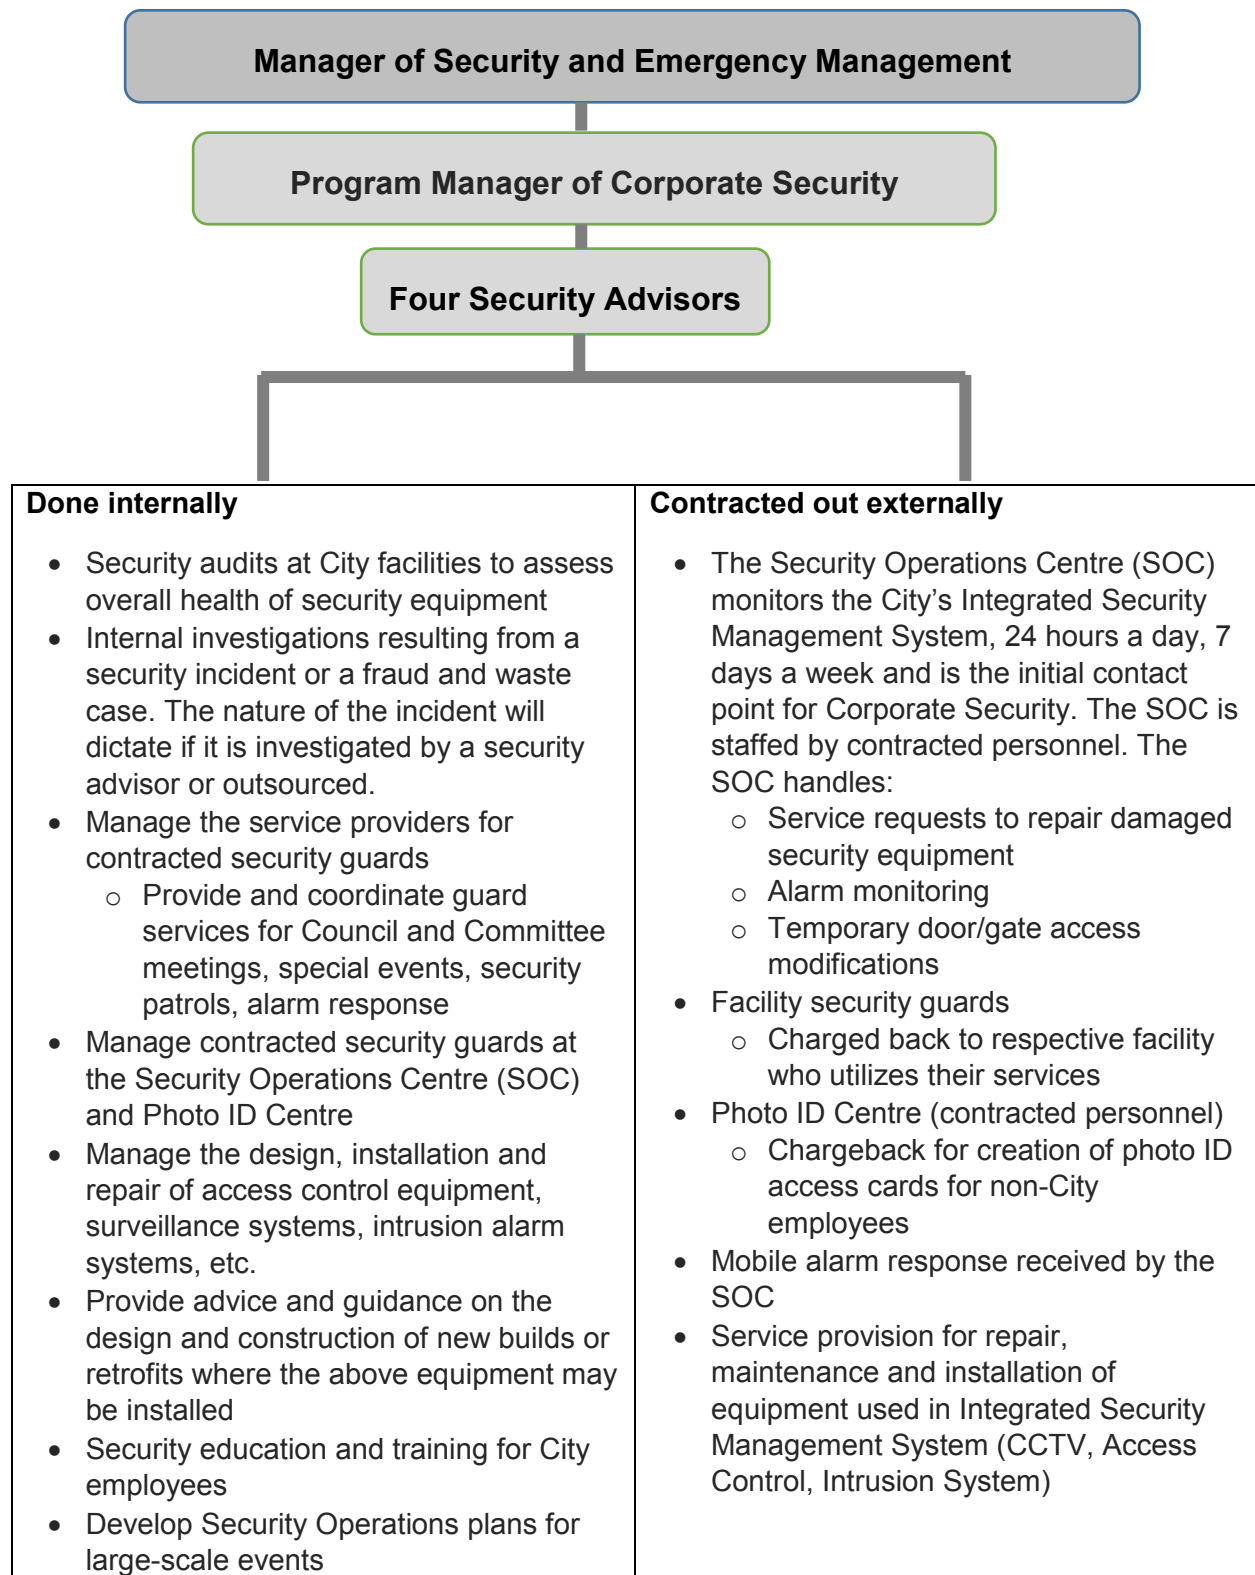 Manager of Security and Emergency Management
Program Manager of Corporate Security
Four Security Advisors
Done internally
• Security audits at City facilities to assess
overall health of security equipment
• Internal investigations resulting from a
security incident or a fraud and waste
case. The nature of the incident will
dictate if it is investigated by a security
advisor or outsourced.
• Manage the service providers for
contracted security guards
o Provide and coordinate guard
services for Council and Committee
meetings, special events, security
patrols, alarm response
• Manage contracted security guards at
the Security Operations Centre (SOC)
and Photo ID Centre
• Manage the design, installation and
repair of access control equipment,
surveillance systems, intrusion alarm
systems, etc.
• Provide advice and guidance on the
design and construction of new builds or
retrofits where the above equipment may
be installed
• Security education and training for City
employees
• Develop Security Operations plans for
large-scale events
Contracted out externally
• The Security Operations Centre (SOC)
monitors the City’s Integrated Security
Management System, 24 hours a day, 7
days a week and is the initial contact
point for Corporate Security. The SOC is
staffed by contracted personnel. The
SOC handles:
o Service requests to repair damaged
security equipment
o Alarm monitoring
o Temporary door/gate access
modifications
• Facility security guards
o Charged back to respective facility
who utilizes their services
• Photo ID Centre (contracted personnel)
o Chargeback for creation of photo ID
access cards for non-City
employees
• Mobile alarm response received by the
SOC
• Service provision for repair,
maintenance and installation of
equipment used in Integrated Security
Management System (CCTV, Access
Control, Intrusion System)